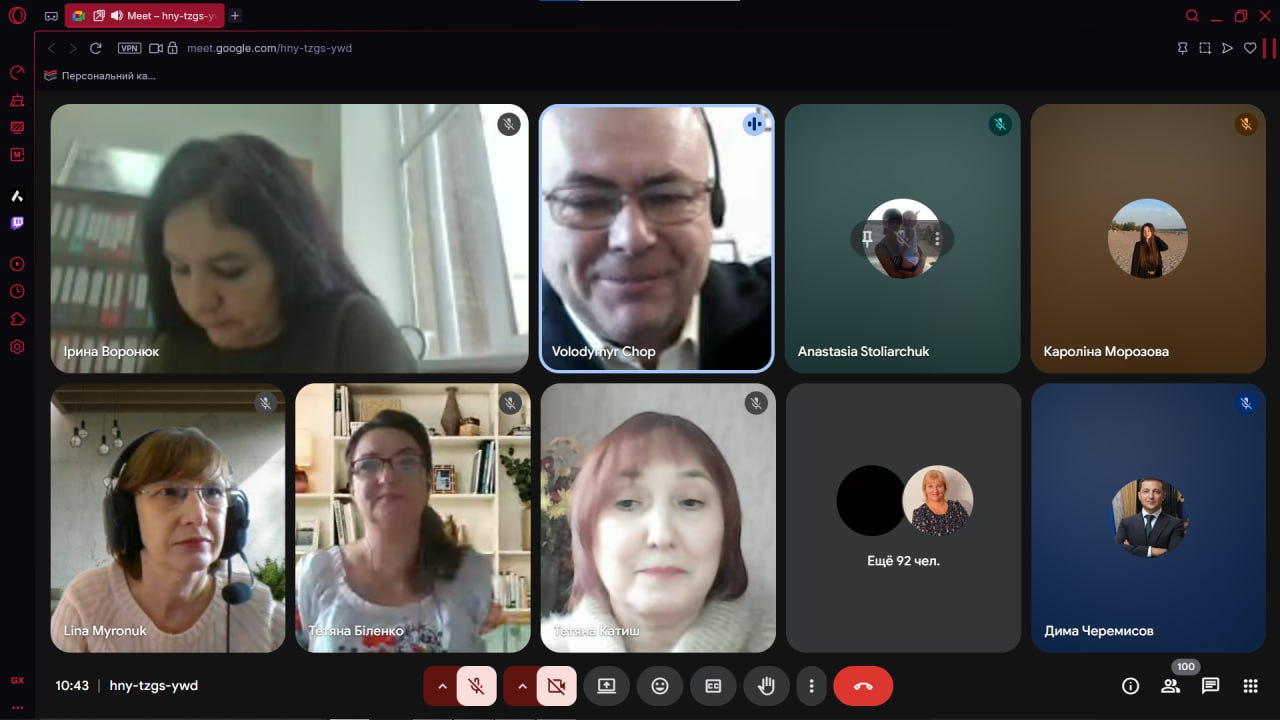 Meet – hny-tzgs-yw
VPN
meet.google.com/hny-tzgs-ywd
Персональний ка...
M
Ірина Воронюк
Volodymyr Chop
Anastasia Stoliarchuk
Кароліна Морозова
Lina Myronuk
Тетяна Біленко
Тетяна Катиш
Ещё 92 чел.
Дима Черемисов
GX
10:43 | hny-tzgs-ywd
100